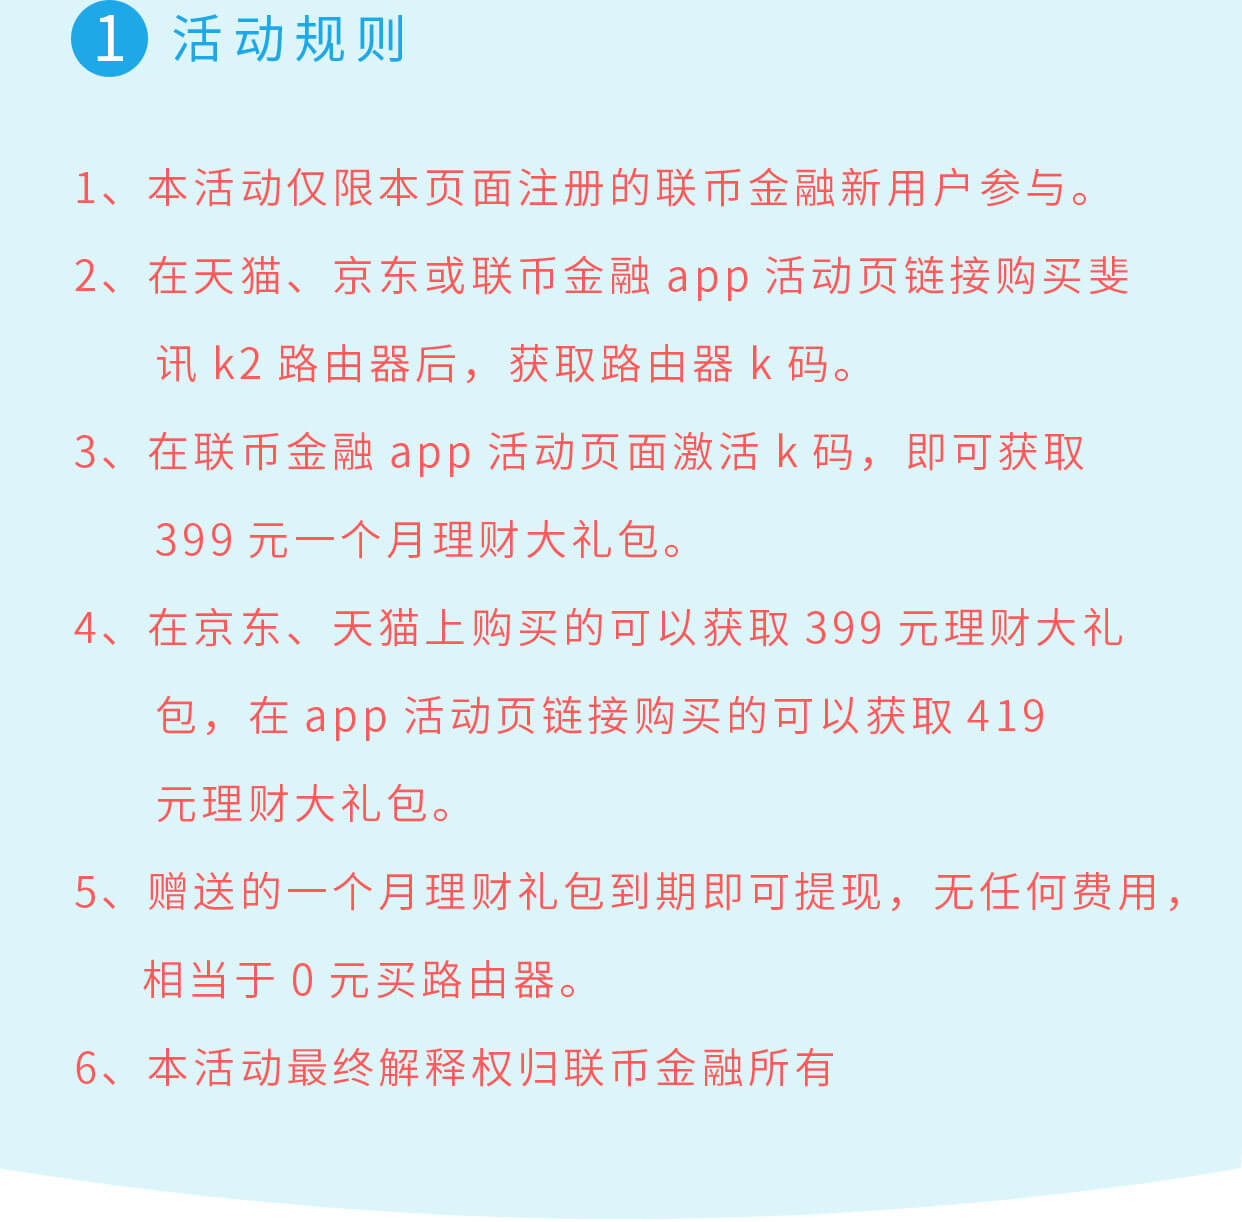 1 活动规则
1、本活动仅限本页面注册的联币金融新用户参与。
2、在天猫、京东或联币金融 app 活动页链接购买斐
讯 k2 路由器后，获取路由器 k 码。
3、在联币金融 app 活动页面激活 k 码，即可获取
399 元一个月理财大礼包。
4、在京东、天猫上购买的可以获取 399 元理财大礼
包，在 app 活动页链接购买的可以获取 419
元理财大礼包。
5、赠送的一个月理财礼包到期即可提现，无任何费用，
相当于 0 元买路由器。
6、本活动最终解释权归联币金融所有